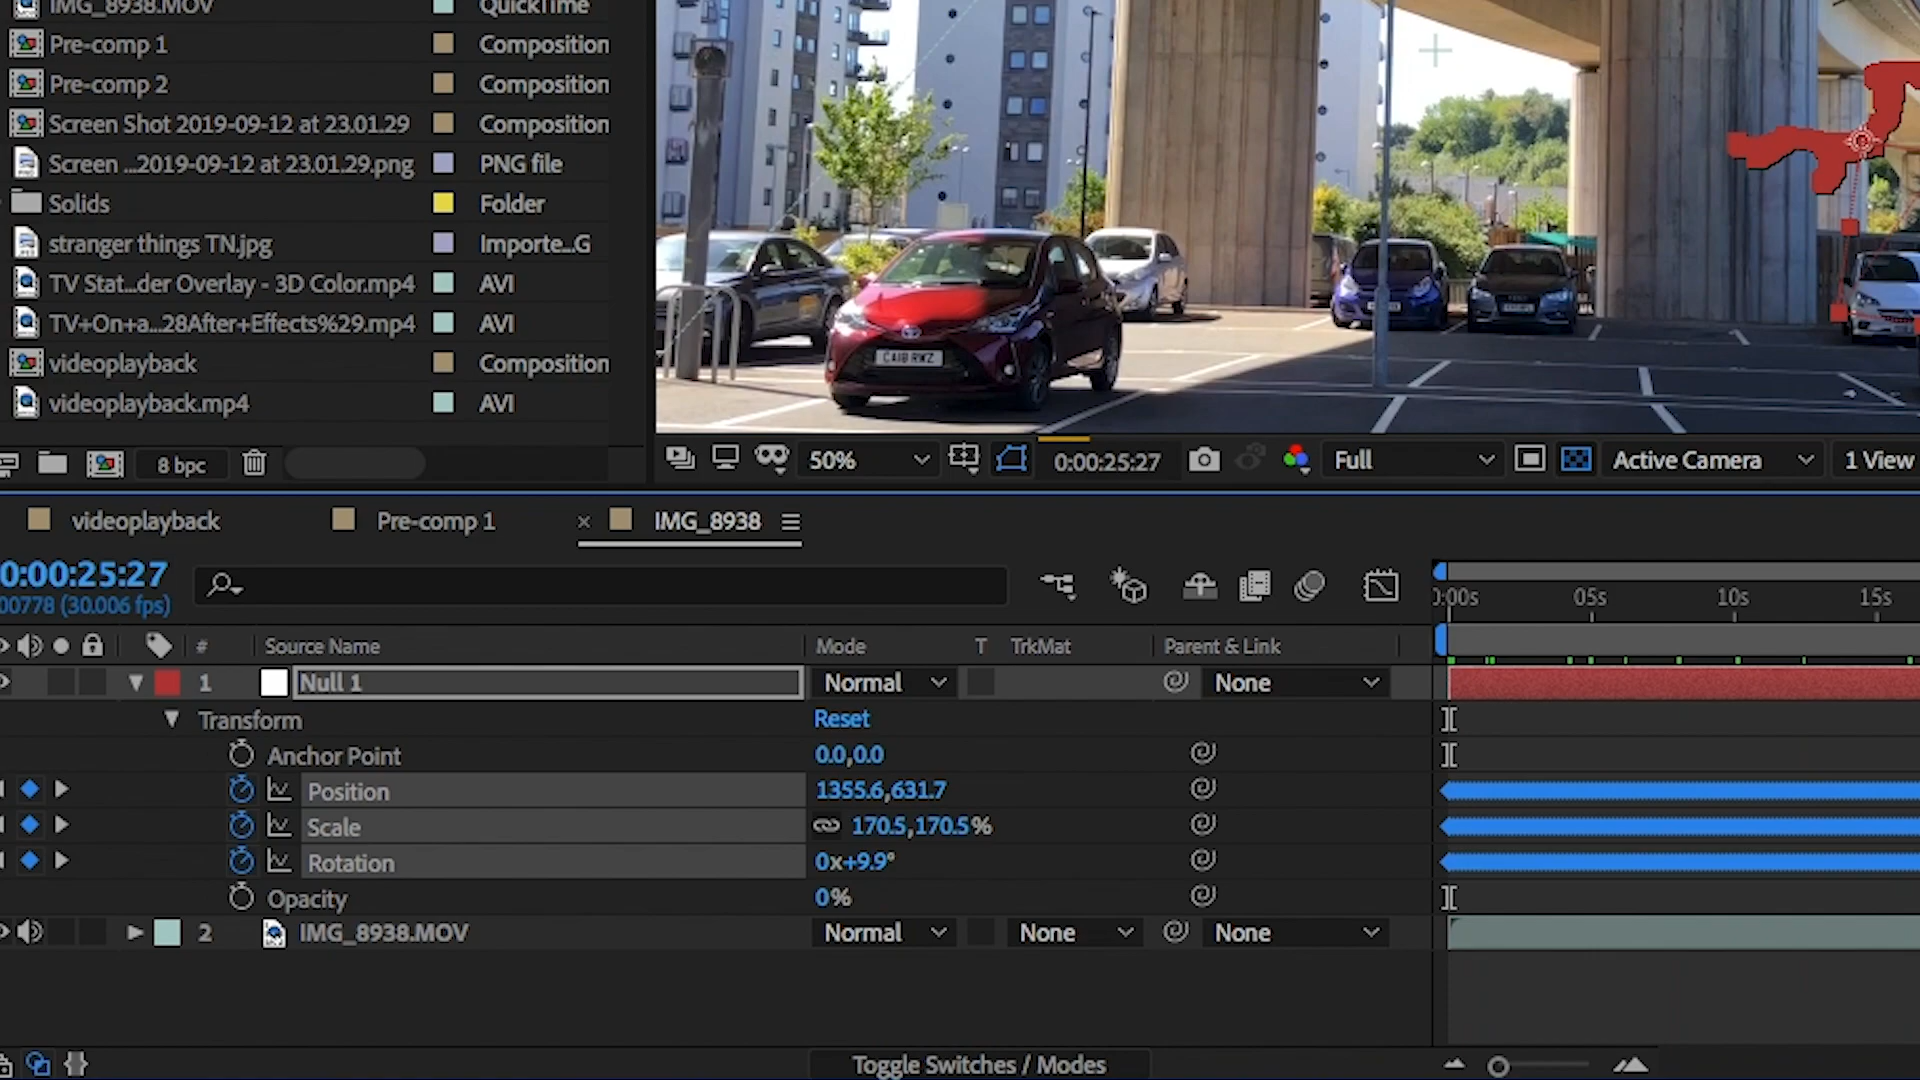 IMG_8938.MOV QuickTime
Pre-comp 1 Composition
Pre-comp 2 Composition
Screen Shot 2019-09-12 at 23.01.29 Composition
Screen ...2019-09-12 at 23.01.29.png PNG file
Solids Folder
stranger things TN.jpg Importe...G
TV Stat...der Overlay - 3D Color.mp4 AVI
TV+On+a...28After+Effects%29.mp4 AVI
videoplayback Composition
videoplayback.mp4 AVI
CA18 RWZ
8 bpc
50% 0:00:25:27 Full Active Camera 1 View
videoplayback Pre-comp 1 × IMG_8938
0:00:25:27
00778 (30.006 fps)
0:00s 05s 10s 15s
# Source Name Mode T TrkMat Parent & Link
1 Null 1 Normal None
Transform Reset
Anchor Point 0.0,0.0
Position 1355.6,631.7
Scale 170.5,170.5%
Rotation 0x+9.9°
Opacity 0%
2 IMG_8938.MOV Normal None None
Toggle Switches / Modes